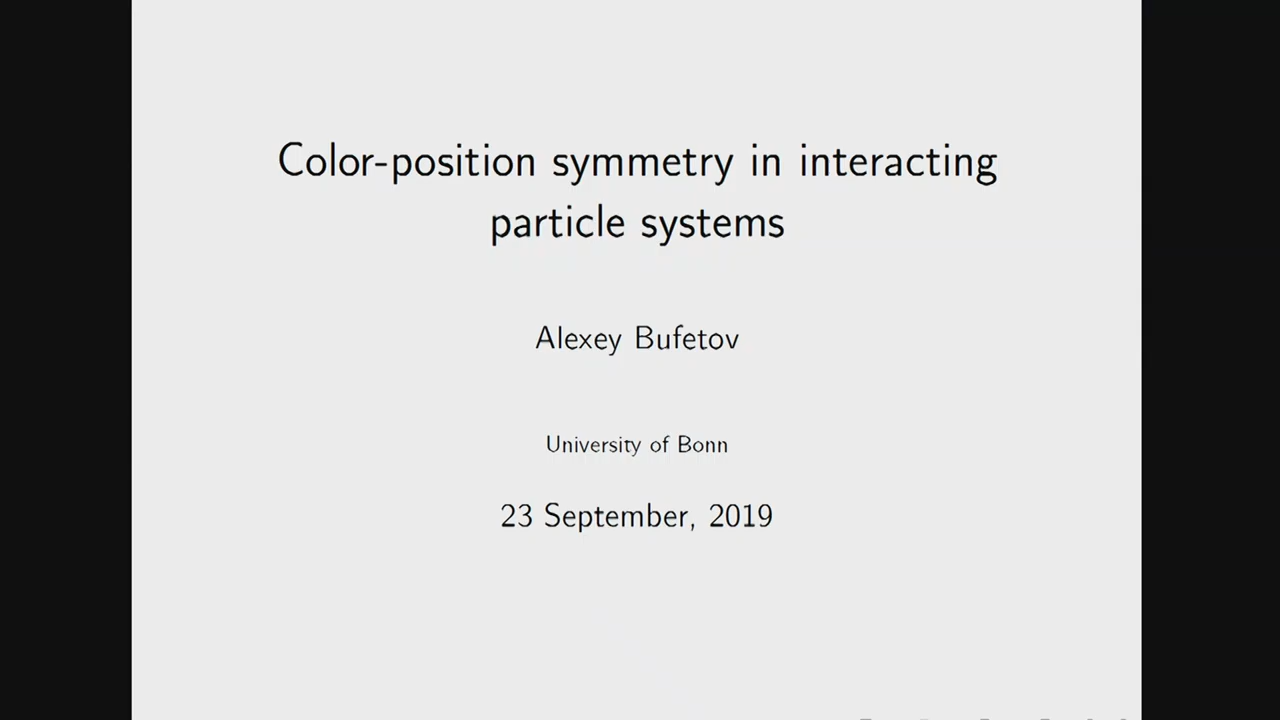 Color-position symmetry in interacting
particle systems
Alexey Bufetov
University of Bonn
23 September, 2019